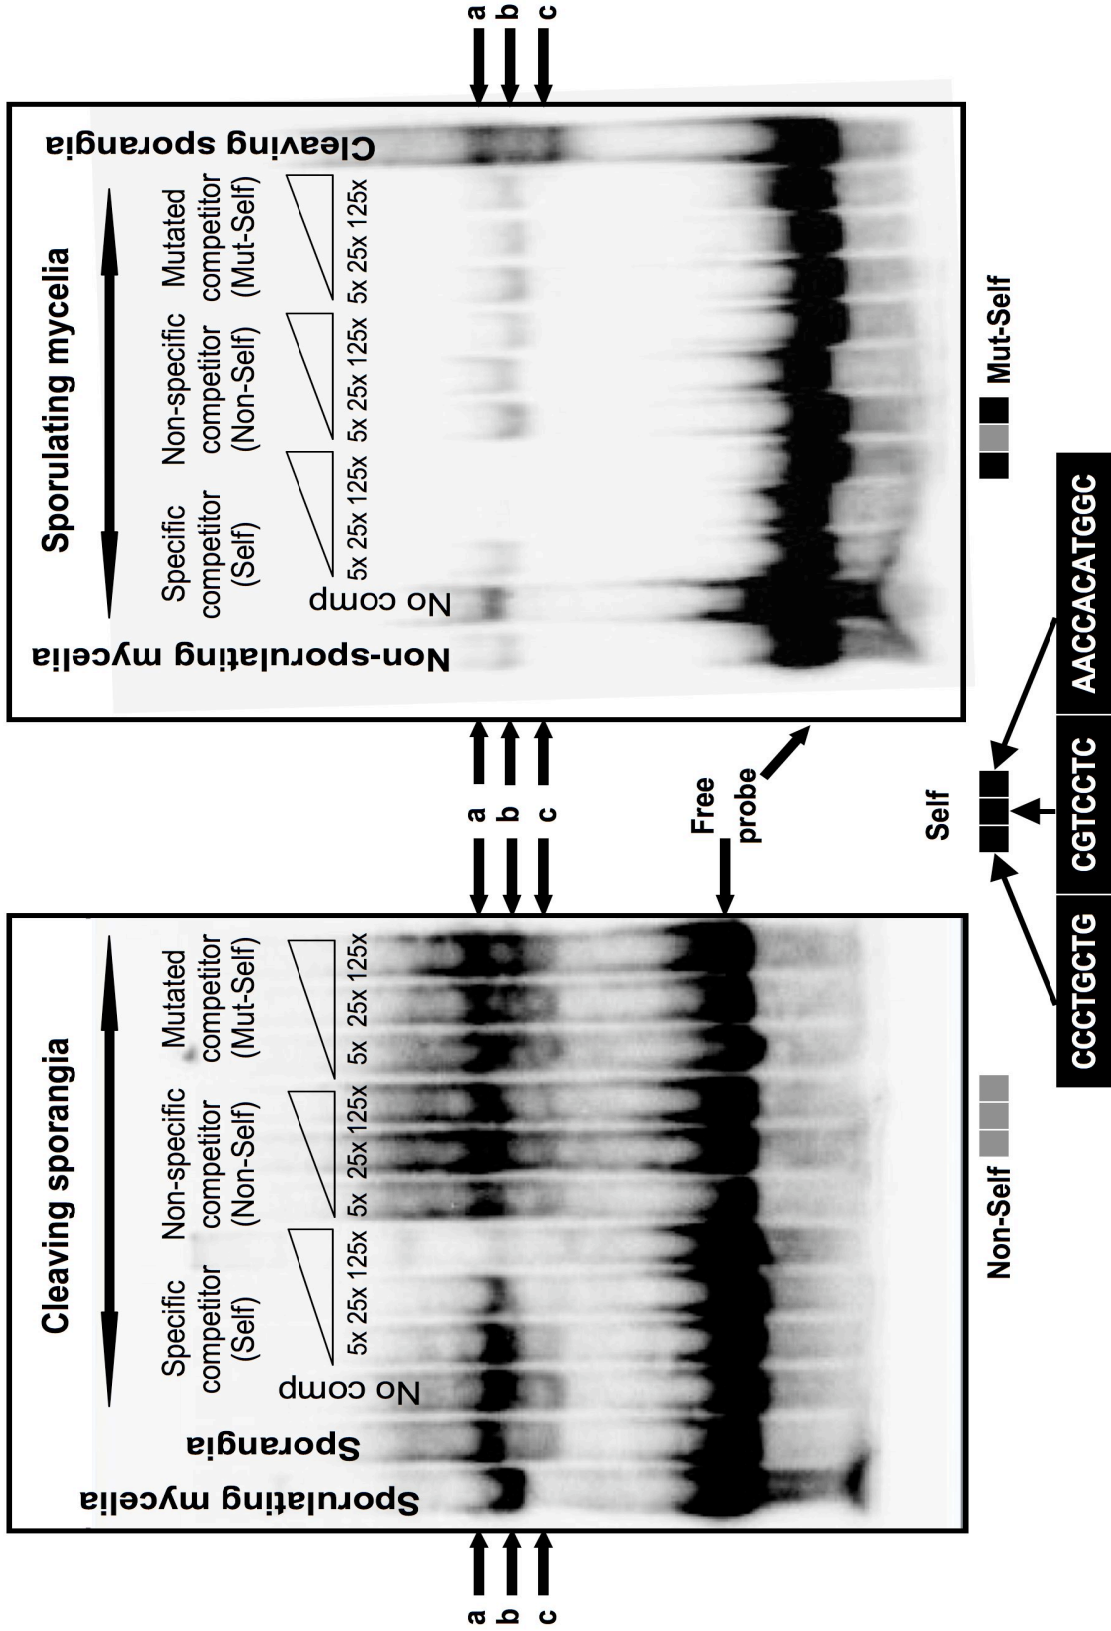 Cleaving sporangia
Specific
competitor
(Self)
Non-specific
competitor
(Non-Self)
Mutated
competitor
(Mut-Self)
Sporulating mycelia
Sporangia
No comp
5x 25x 125x
5x 25x 125x
5x 25x 125x
a
b
c
a
b
c
Free
probe
Sporulating mycelia
Specific
competitor
(Self)
Non-specific
competitor
(Non-Self)
Mutated
competitor
(Mut-Self)
Non-sporulating mycelia
No comp
5x 25x 125x
5x 25x 125x
5x 25x 125x
Cleaving sporangia
a
b
c
Non-Self
Self
Mut-Self
CCCTGCTG
CGTCCTC
AACCACATGGC